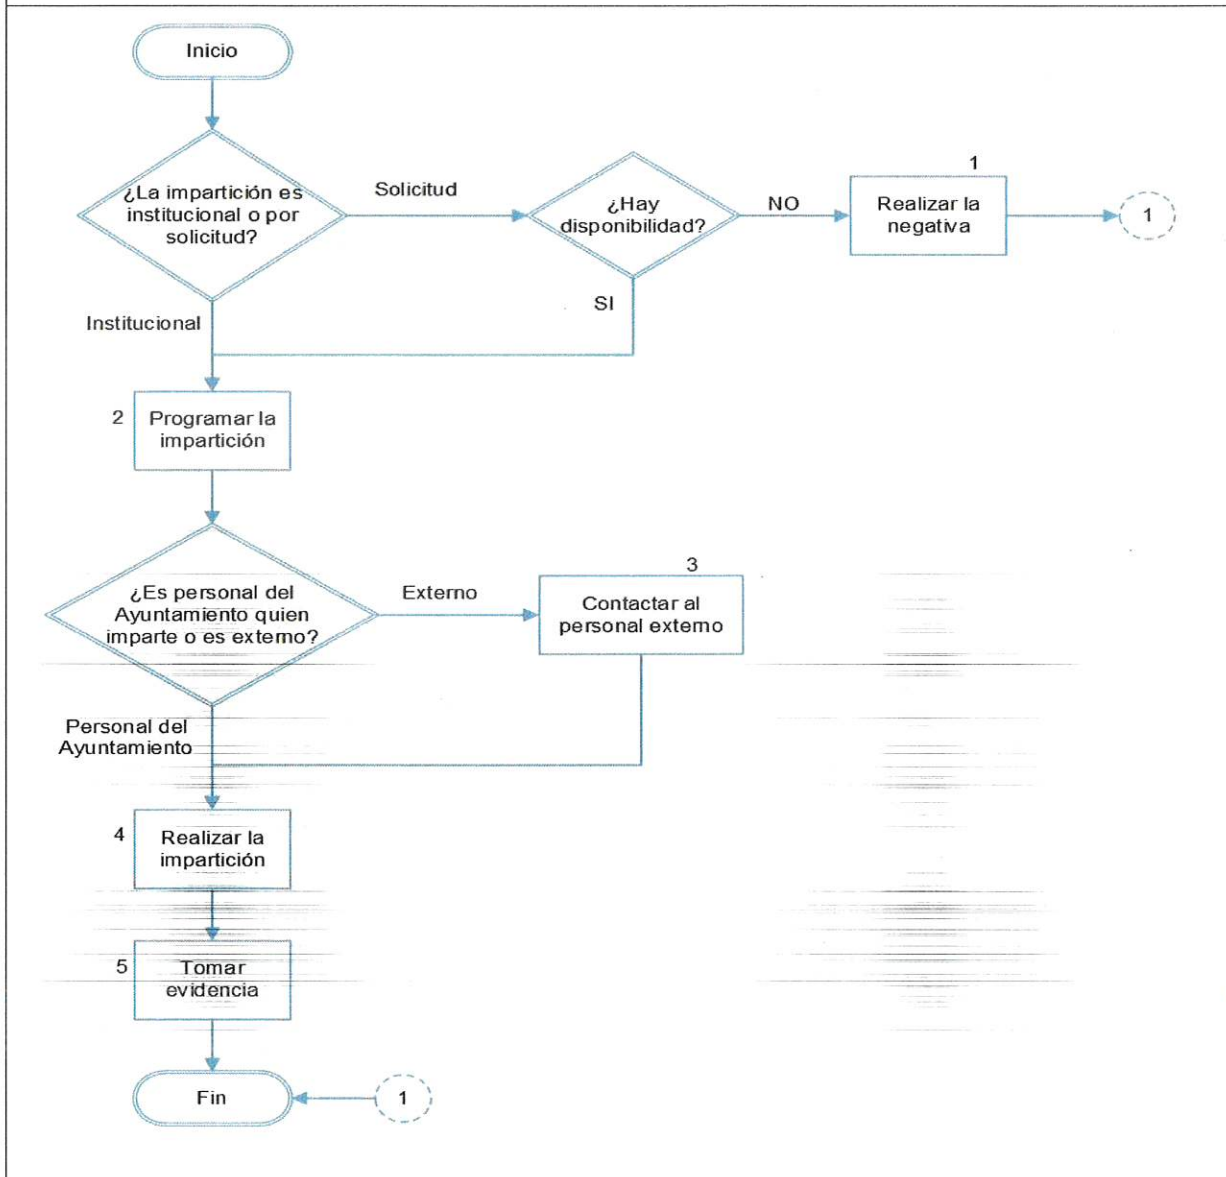 Inicio
¿La impartición es
institucional o por
solicitud?
Solicitud
¿Hay
disponibilidad?
NO
1
Realizar la
negativa
1
SI
Institucional
2
Programar la
impartición
¿Es personal del
Ayuntamiento quien
imparte o es externo?
Externo
3
Contactar al
personal externo
Personal del
Ayuntamiento
4
Realizar la
impartición
5
Tomar
evidencia
Fin
1